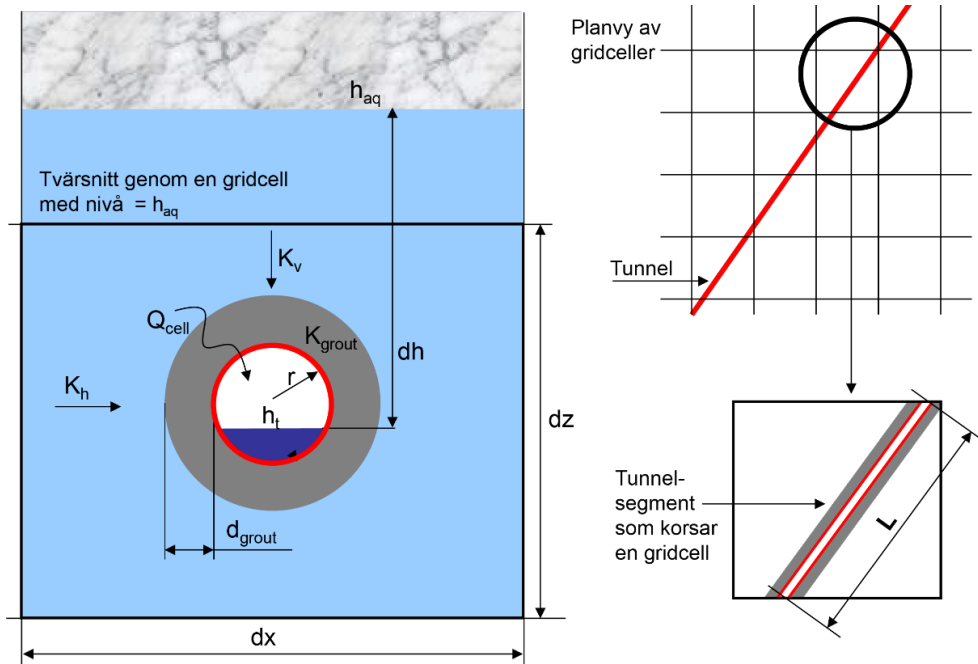 h_aq
Tvärsnitt genom en gridcell
med nivå = h_aq
K_v
Q_cell
K_grout
dh
r
K_h
h_t
dz
d_grout
dx
Planvy av
gridceller
Tunnel
Tunnel-
segment
som korsar
en gridcell
L